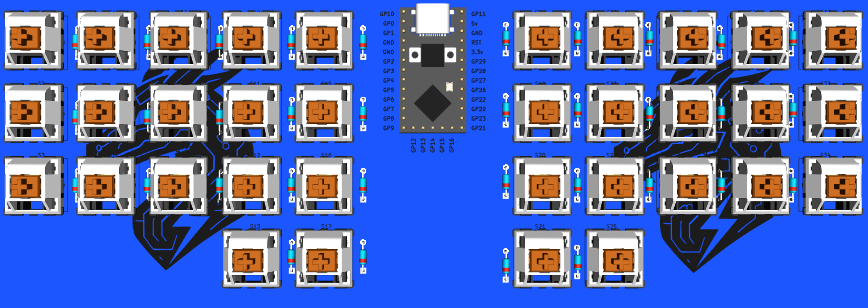 GP10 GP11
GP0 5v
GP1 GND
GND RST
GND 3.3v
GP2 GP29
GP3 GP28
GP4 GP27
GP5 GP26
GP6 GP22
GP7 GP20
GP8 GP23
GP9 GP21
GP12
GP13
GP14
GP15
GP16